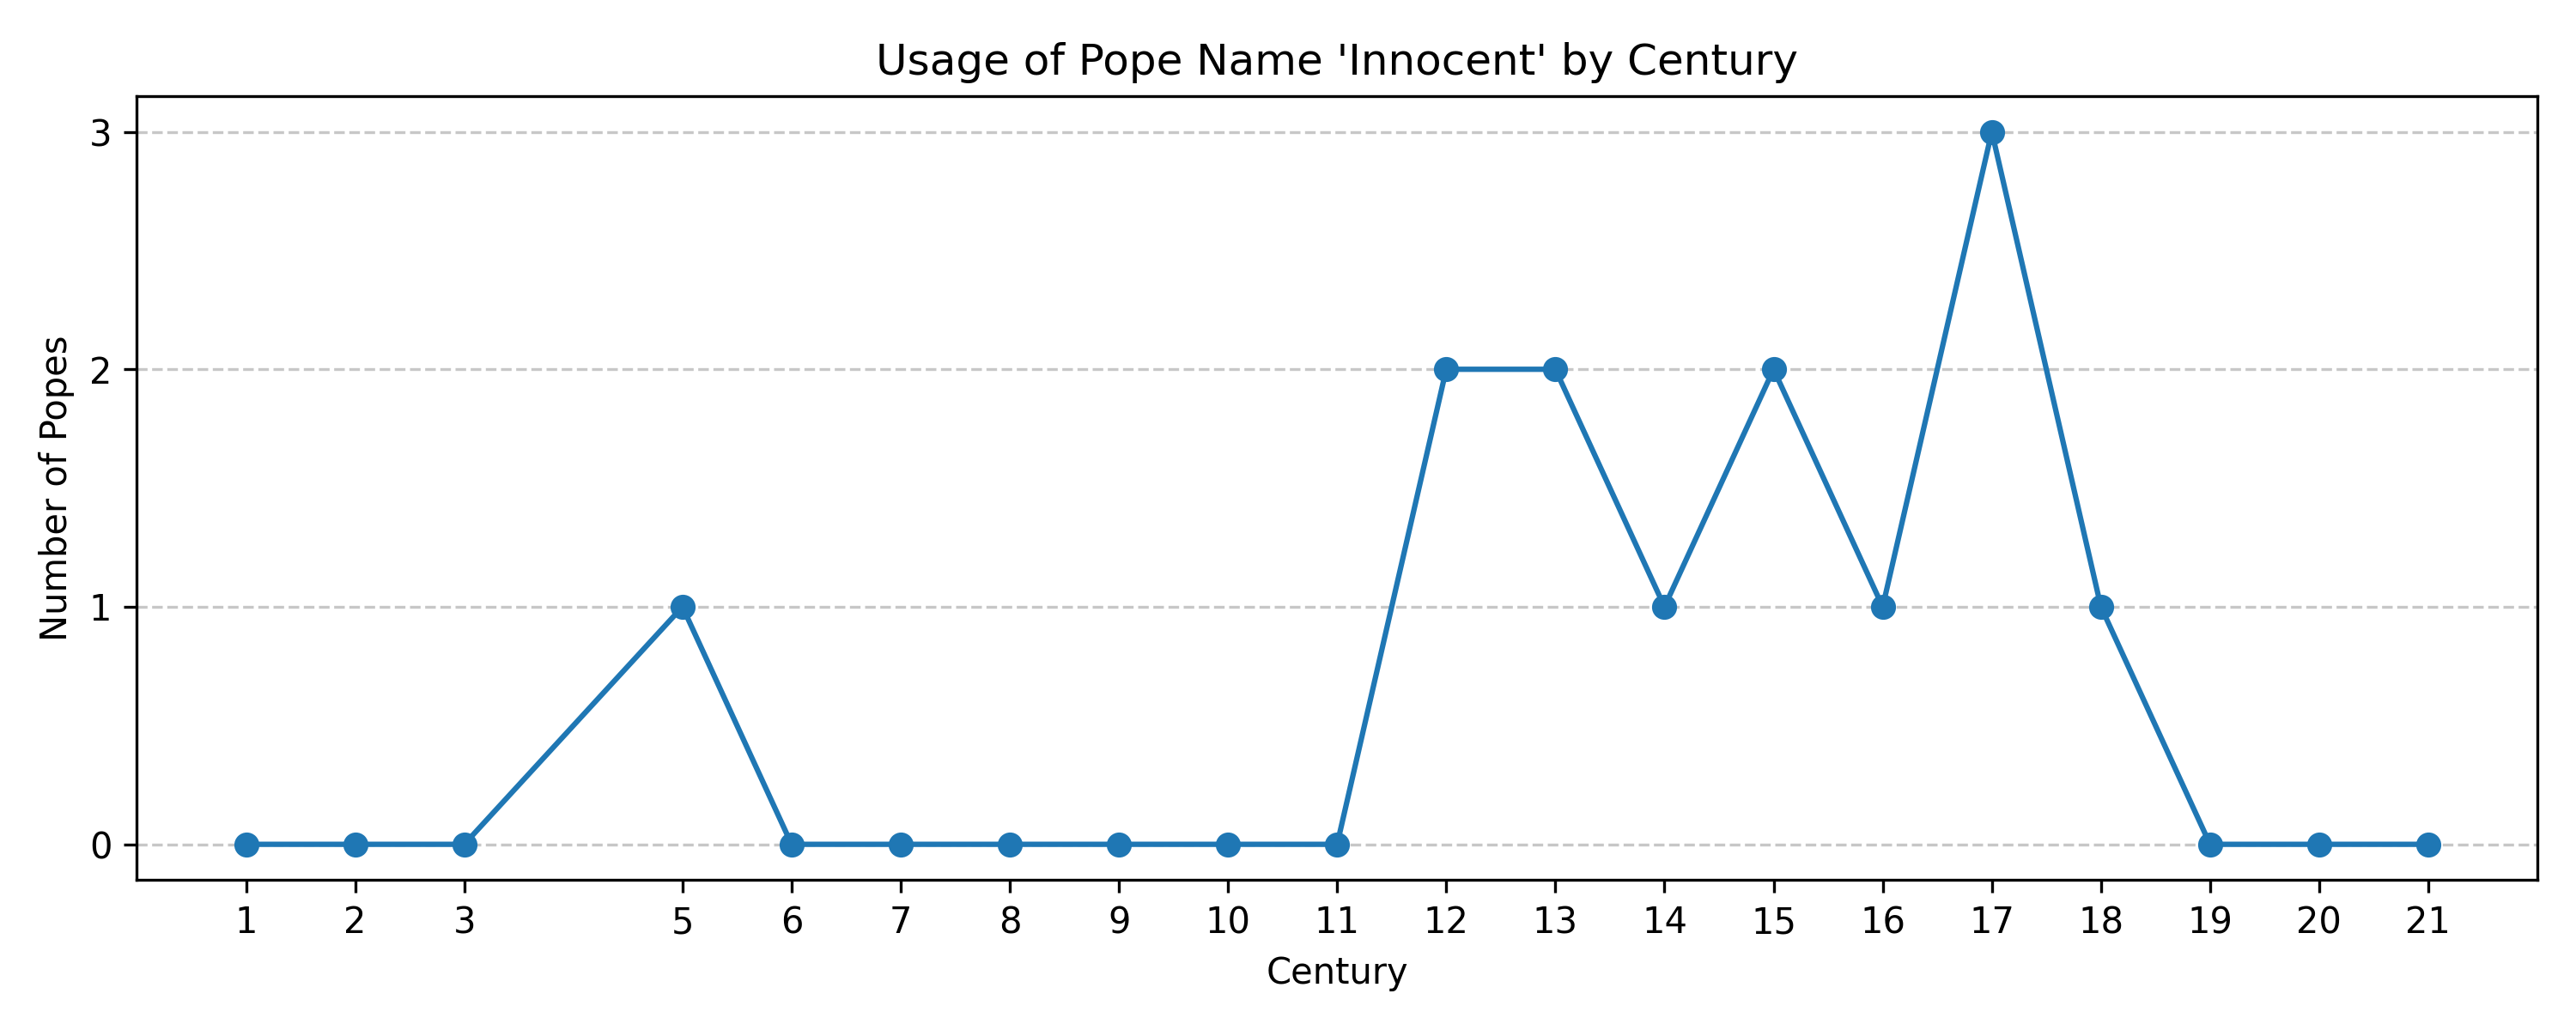 Usage of Pope Name 'Innocent' by Century
3
2
1
0
Number of Popes
1 2 3 5 6 7 8 9 10 11 12 13 14 15 16 17 18 19 20 21
Century